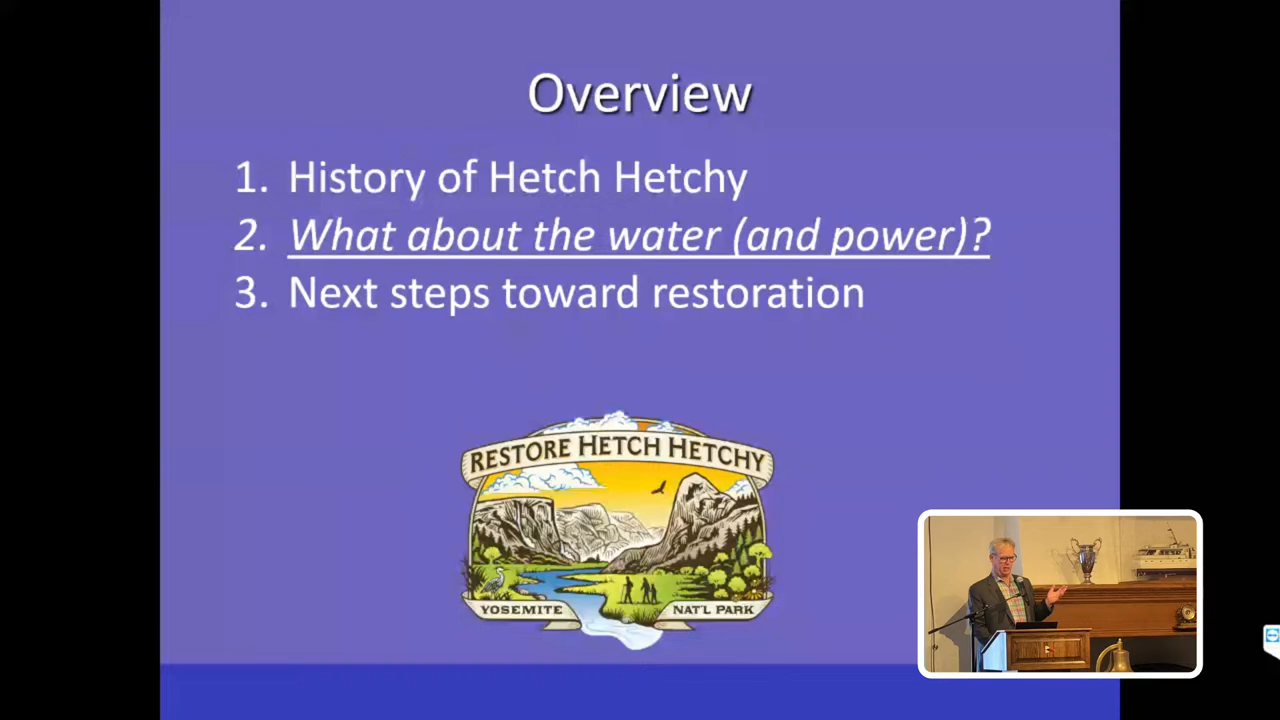 Overview
1. History of Hetch Hetchy
2. What about the water (and power)?
3. Next steps toward restoration
RESTORE HETCH HETCHY
YOSEMITE NAT'L PARK